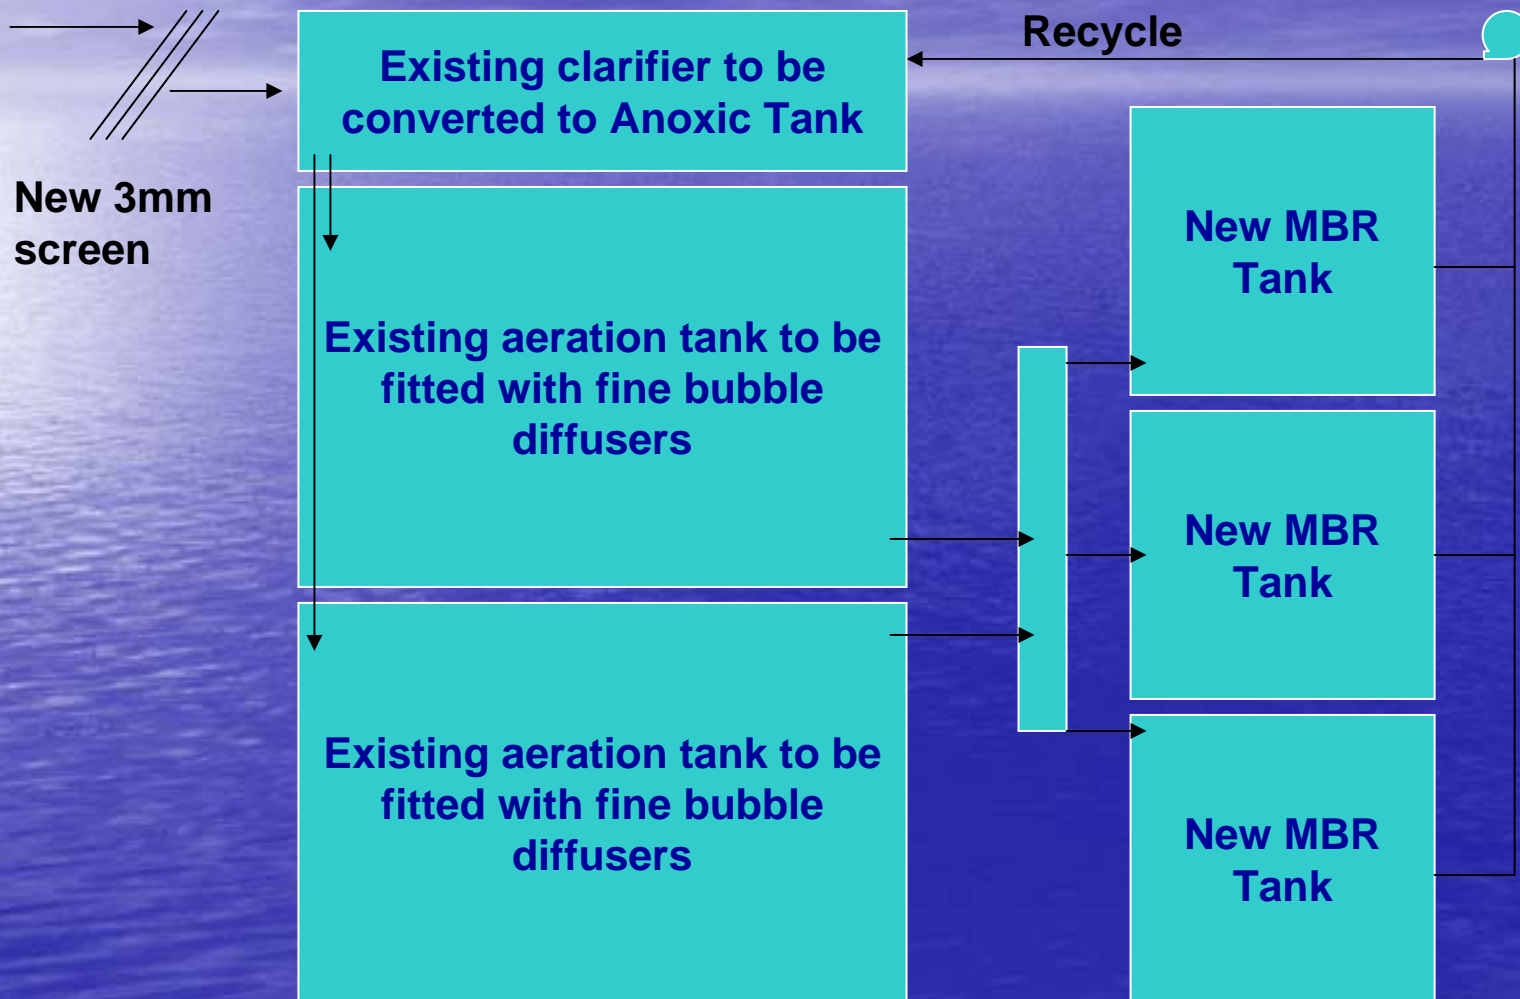 Recycle
Existing clarifier to be
converted to Anoxic Tank
New 3mm
screen
New MBR
Tank
Existing aeration tank to be
fitted with fine bubble
diffusers
New MBR
Tank
Existing aeration tank to be
fitted with fine bubble
diffusers
New MBR
Tank